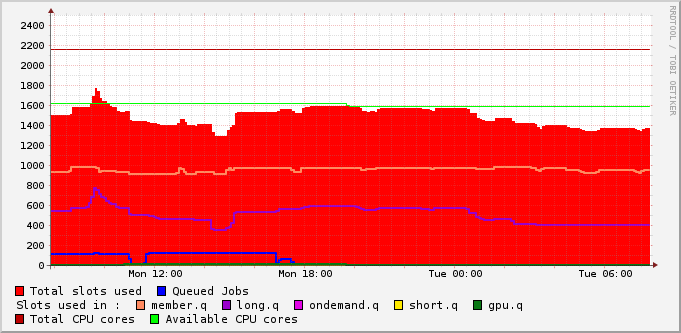 2400
2200
2000
1800
1600
1400
1200
1000
800
600
400
200
0
Mon 12:00 Mon 18:00 Tue 00:00 Tue 06:00
Total slots used Queued Jobs
Slots used in : member.q long.q ondemand.q short.q gpu.q
Total CPU cores Available CPU cores
RRDTOOL / TOBI OETIKER